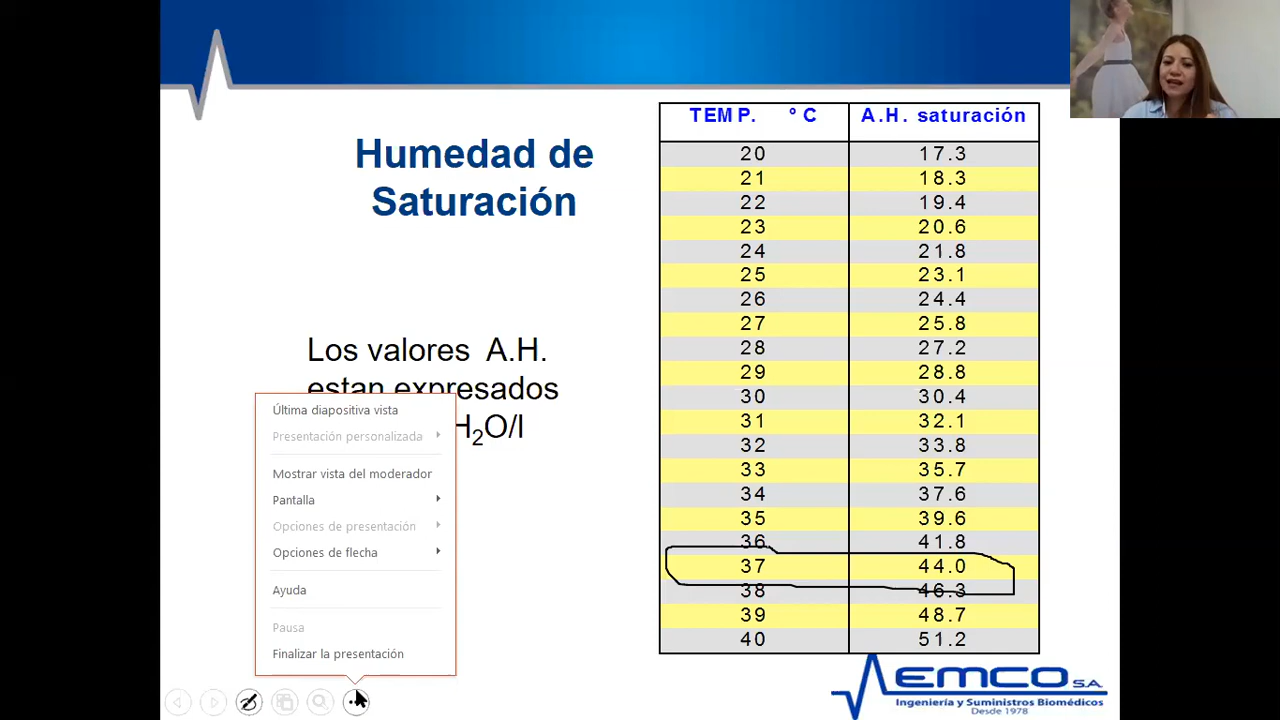 Humedad de
Saturación
Los valores A.H.
estan expresados
H₂O/l
TEMP. °C A.H. saturación
20 17.3
21 18.3
22 19.4
23 20.6
24 21.8
25 23.1
26 24.4
27 25.8
28 27.2
29 28.8
30 30.4
31 32.1
32 33.8
33 35.7
34 37.6
35 39.6
36 41.8
37 44.0
38 46.3
39 48.7
40 51.2
Última diapositiva vista
Presentación personalizada
Mostrar vista del moderador
Pantalla
Opciones de presentación
Opciones de flecha
Ayuda
Pausa
Finalizar la presentación
EMCO S.A.
Ingeniería y Suministros Biomédicos
Desde 1978